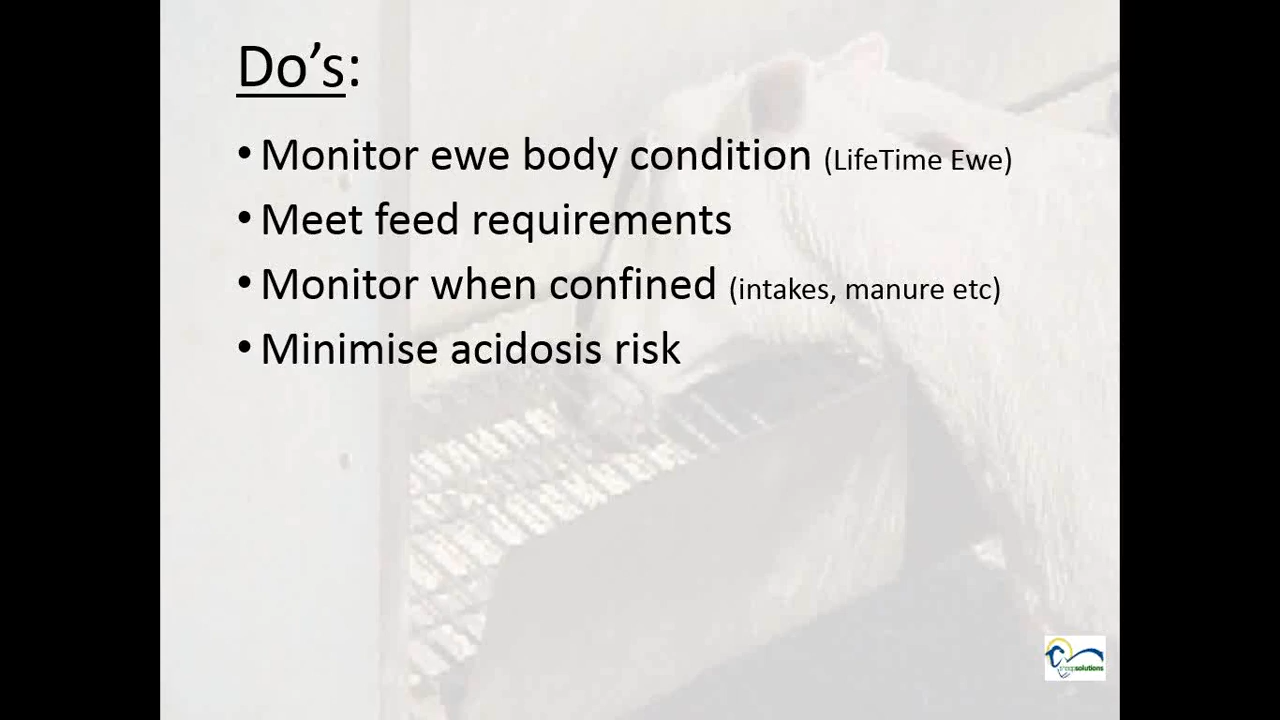 Do's:
• Monitor ewe body condition (LifeTime Ewe)
• Meet feed requirements
• Monitor when confined (intakes, manure etc)
• Minimise acidosis risk
solutions